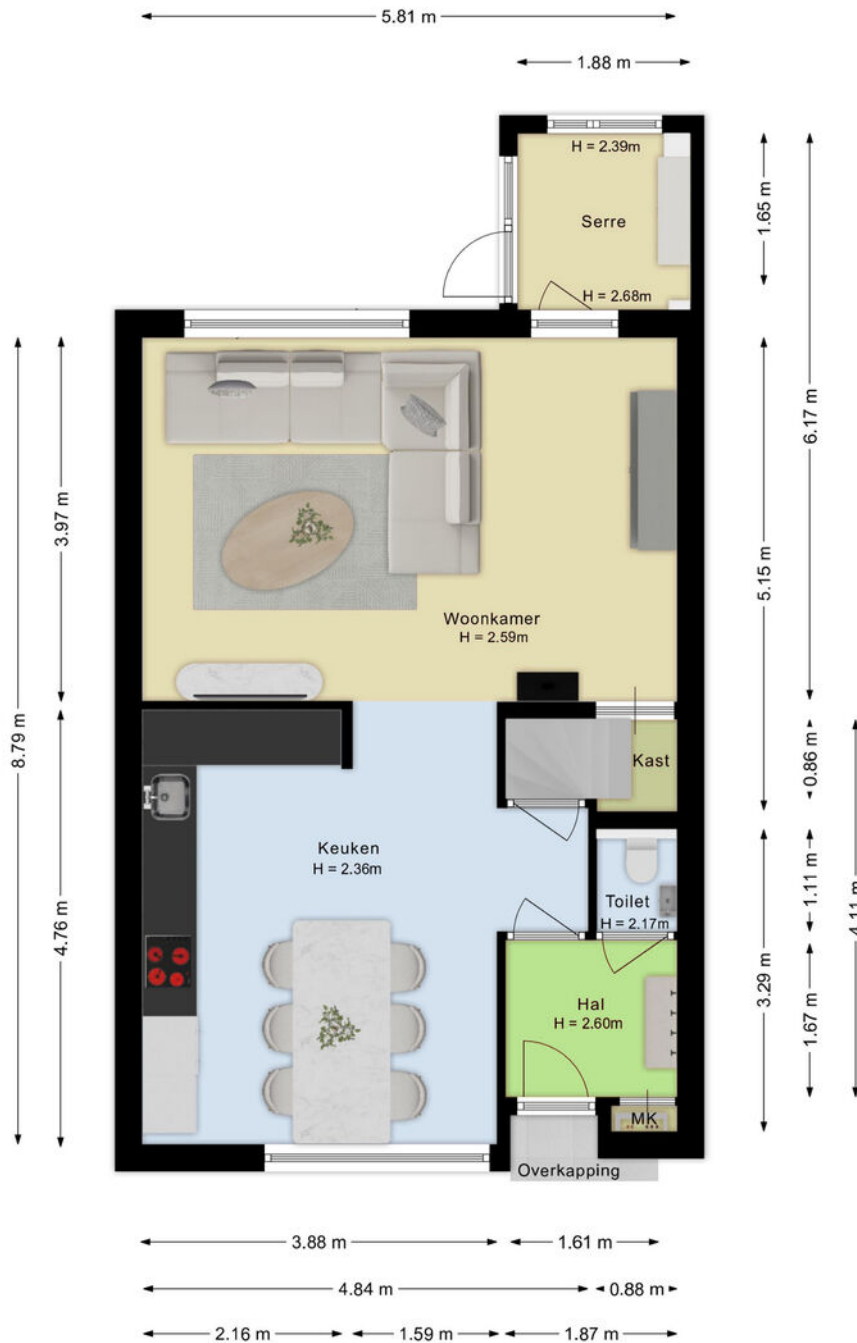 5.81 m
1.88 m
H = 2.39m
Serre
H = 2.68m
1.65 m
6.17 m
3.97 m
8.79 m
5.15 m
Woonkamer
H = 2.59m
Kast
0.86 m
Keuken
H = 2.36m
4.76 m
Toilet
H = 2.17m
1.11 m
4.11 m
3.29 m
Hal
H = 2.60m
1.67 m
MK
Overkapping
3.88 m
1.61 m
4.84 m
0.88 m
2.16 m
1.59 m
1.87 m